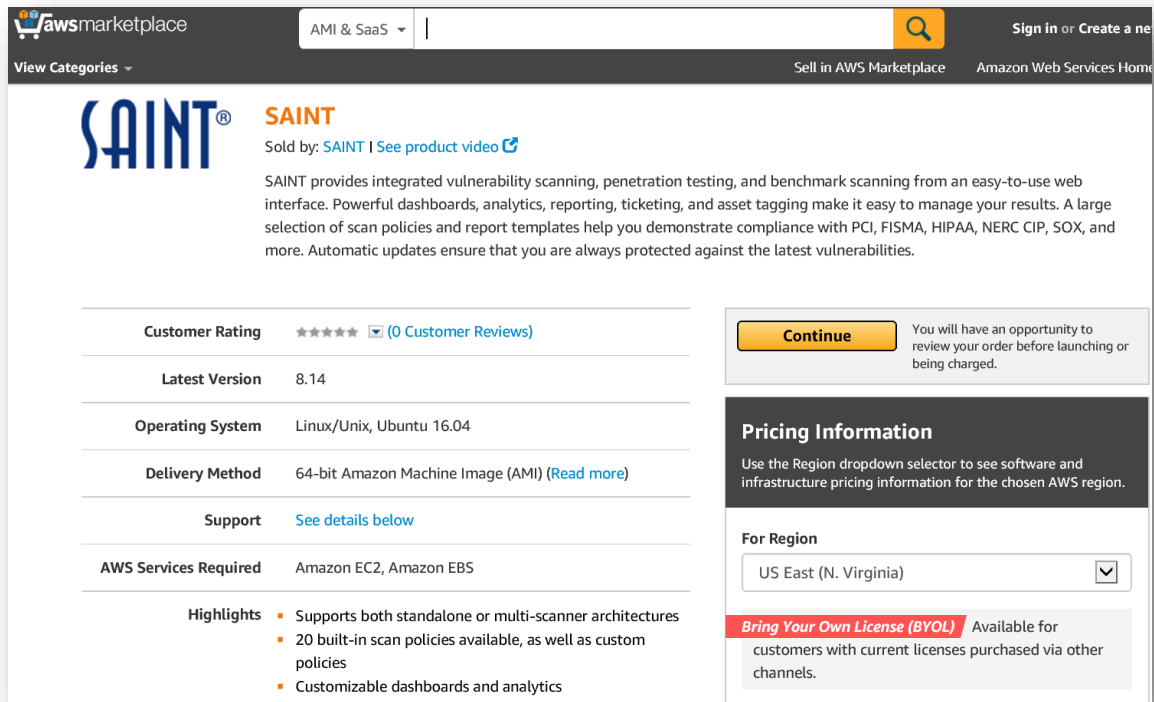 awsmarketplace
AMI & SaaS
Sign in or Create a ne
View Categories
Sell in AWS Marketplace
Amazon Web Services Home
SAINT®
SAINT
Sold by: SAINT | See product video
SAINT provides integrated vulnerability scanning, penetration testing, and benchmark scanning from an easy-to-use web
interface. Powerful dashboards, analytics, reporting, ticketing, and asset tagging make it easy to manage your results. A large
selection of scan policies and report templates help you demonstrate compliance with PCI, FISMA, HIPAA, NERC CIP, SOX, and
more. Automatic updates ensure that you are always protected against the latest vulnerabilities.
Customer Rating
(0 Customer Reviews)
Latest Version
8.14
Operating System
Linux/Unix, Ubuntu 16.04
Delivery Method
64-bit Amazon Machine Image (AMI) (Read more)
Support
See details below
AWS Services Required
Amazon EC2, Amazon EBS
Highlights
Supports both standalone or multi-scanner architectures
20 built-in scan policies available, as well as custom
policies
Customizable dashboards and analytics
Continue
You will have an opportunity to
review your order before launching or
being charged.
Pricing Information
Use the Region dropdown selector to see software and
infrastructure pricing information for the chosen AWS region.
For Region
US East (N. Virginia)
Bring Your Own License (BYOL) Available for
customers with current licenses purchased via other
channels.